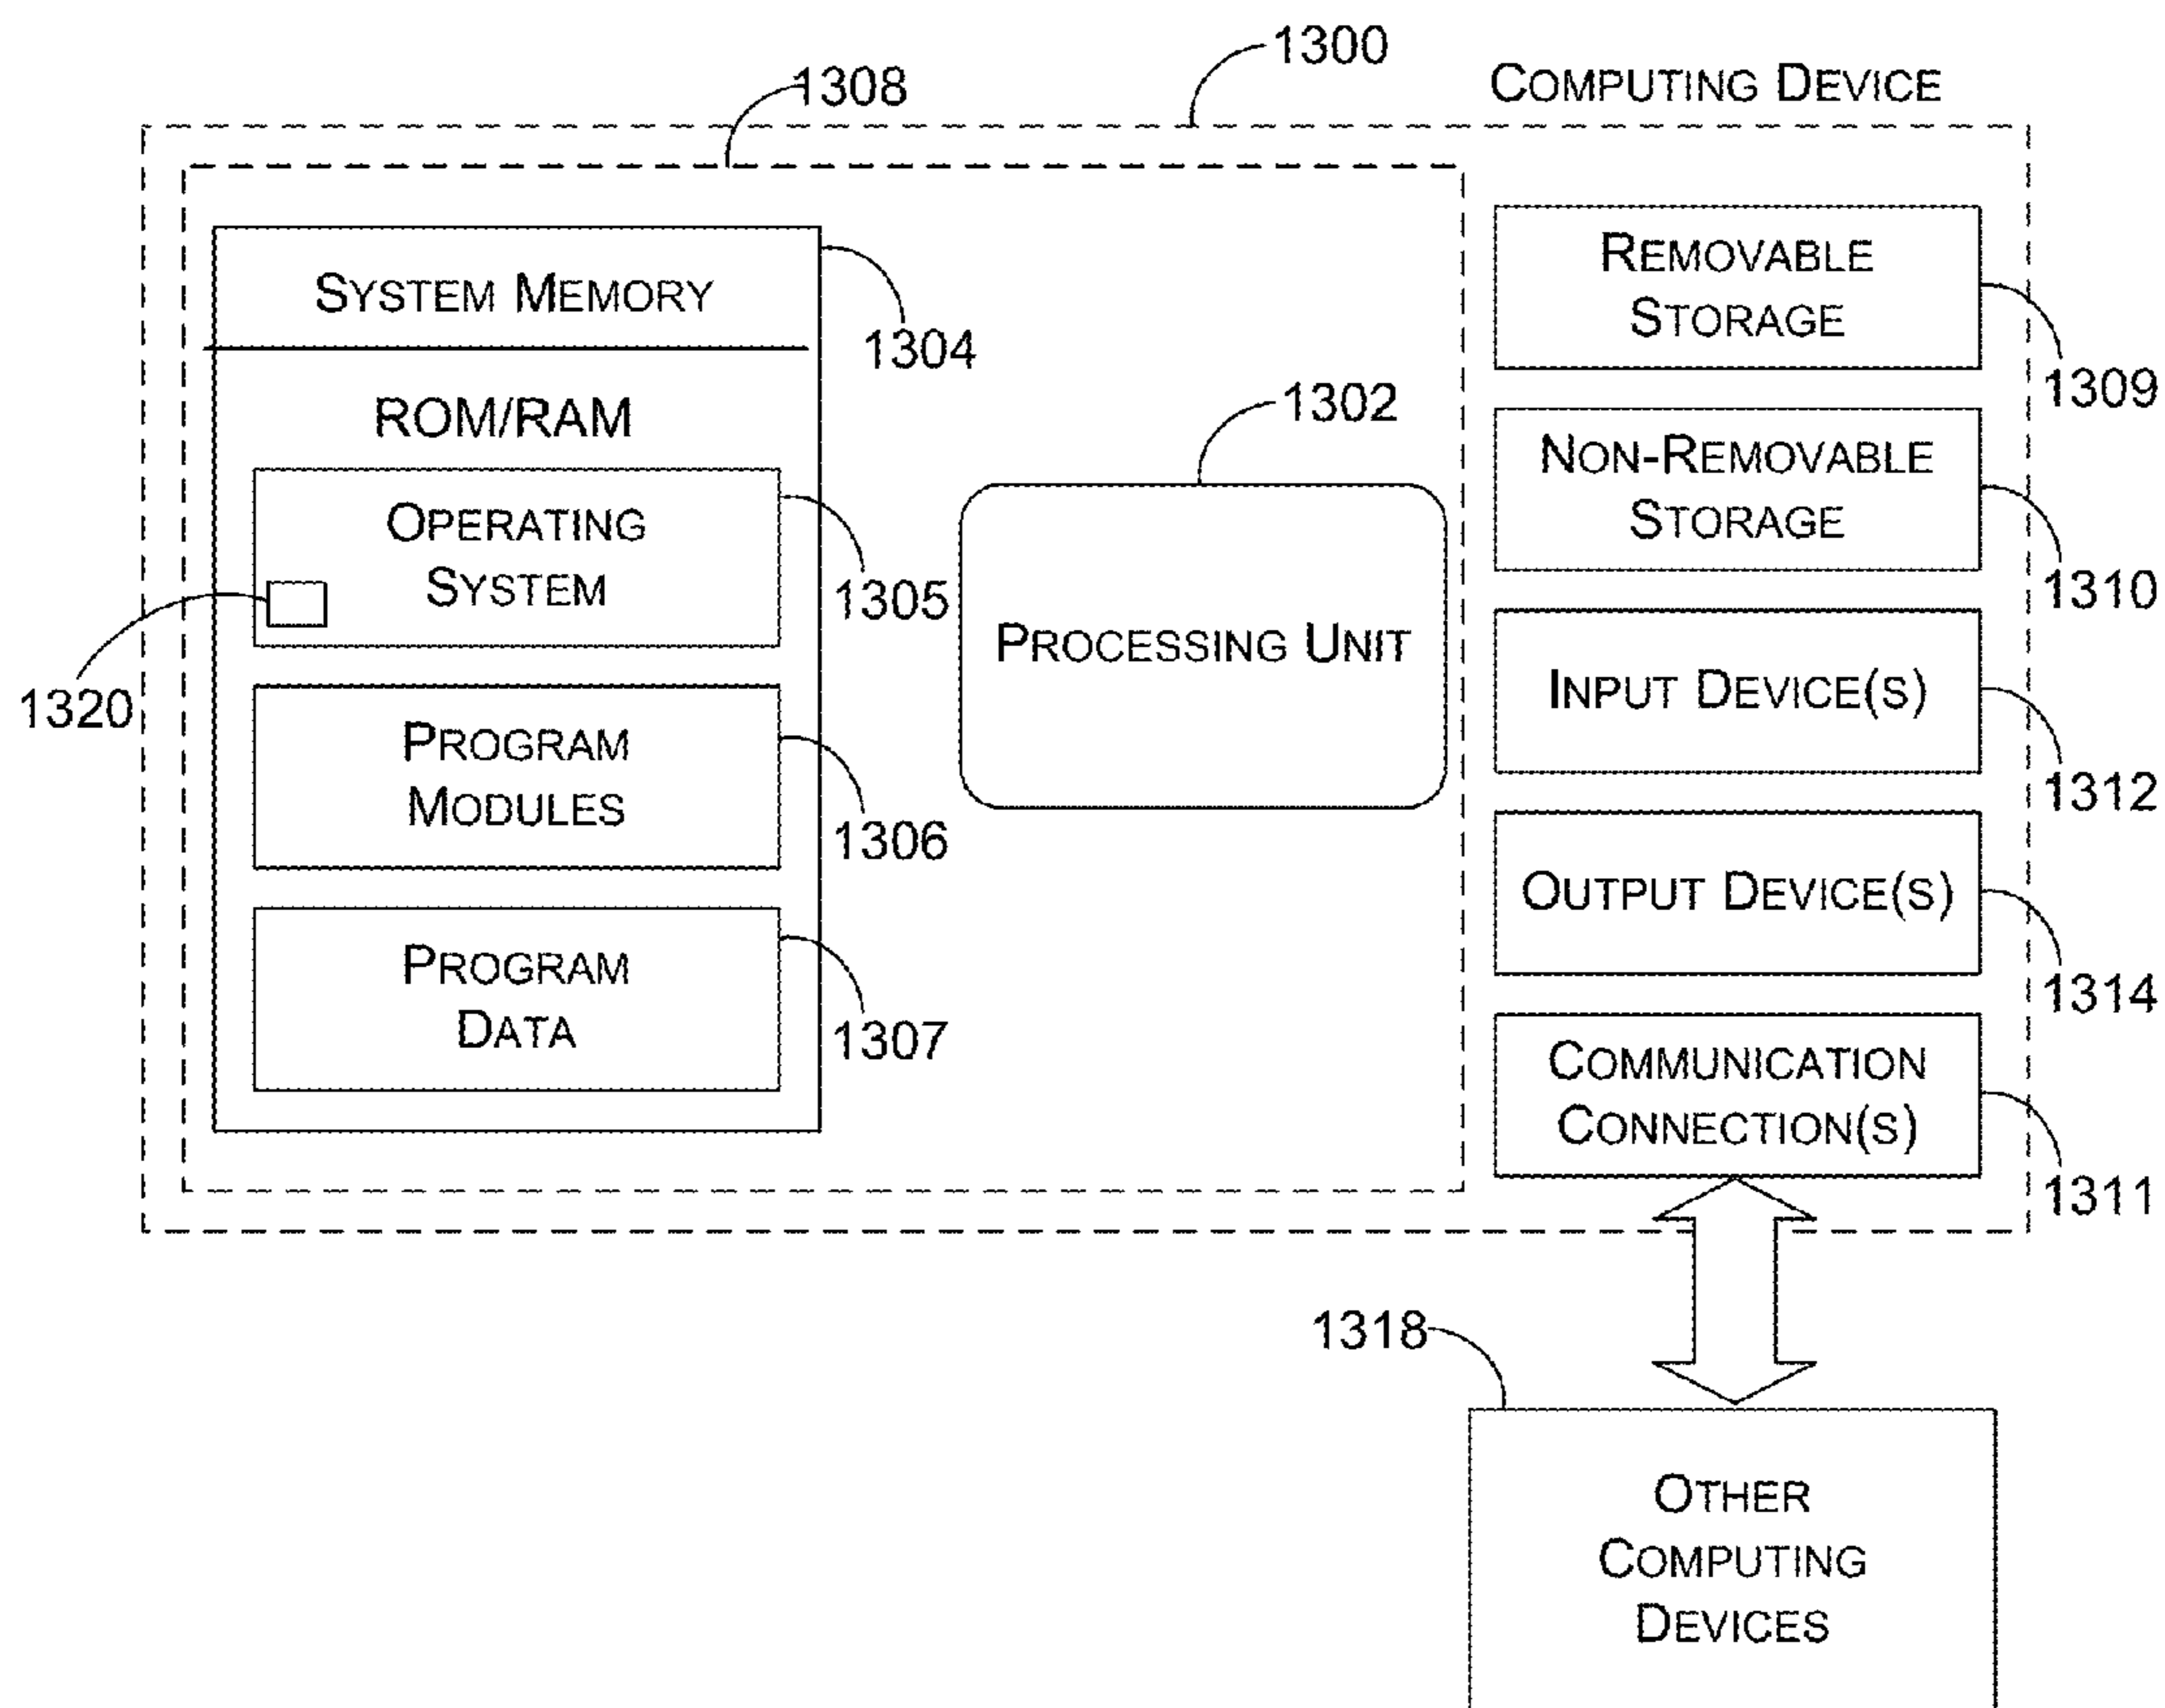 1300
COMPUTING DEVICE
1308
SYSTEM MEMORY
1304
ROM/RAM
OPERATING
SYSTEM
1305
1320
PROGRAM
MODULES
1306
PROGRAM
DATA
1307
1302
PROCESSING UNIT
REMOVABLE
STORAGE
1309
NON-REMOVABLE
STORAGE
1310
INPUT DEVICE(S)
1312
OUTPUT DEVICE(S)
1314
COMMUNICATION
CONNECTION(S)
1311
1318
OTHER
COMPUTING
DEVICES